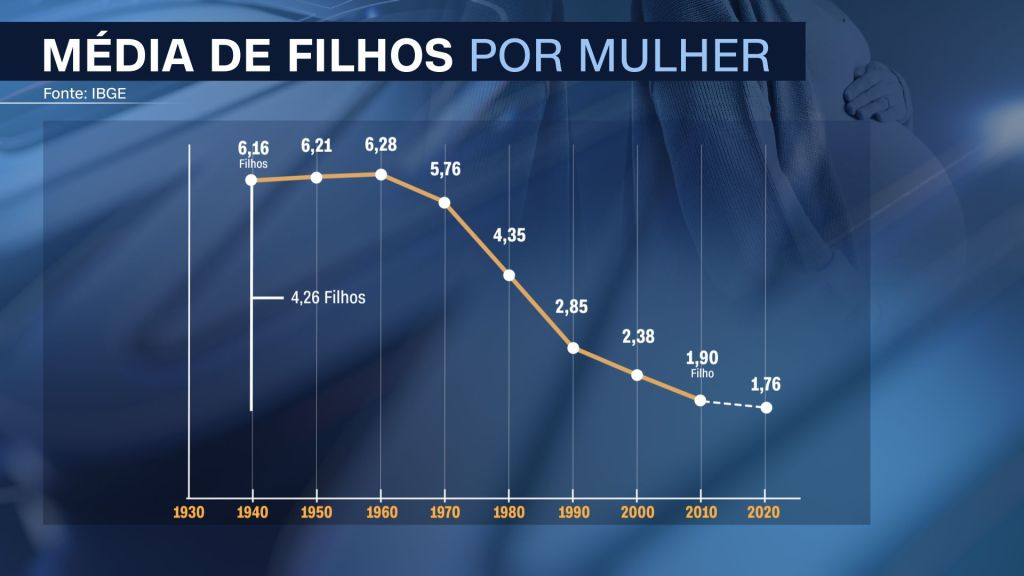 MÉDIA DE FILHOS POR MULHER
Fonte: IBGE
6,16
Filhos
6,21
6,28
5,76
4,35
4,26 Filhos
2,85
2,38
1,90
Filho
1,76
1930 1940 1950 1960 1970 1980 1990 2000 2010 2020